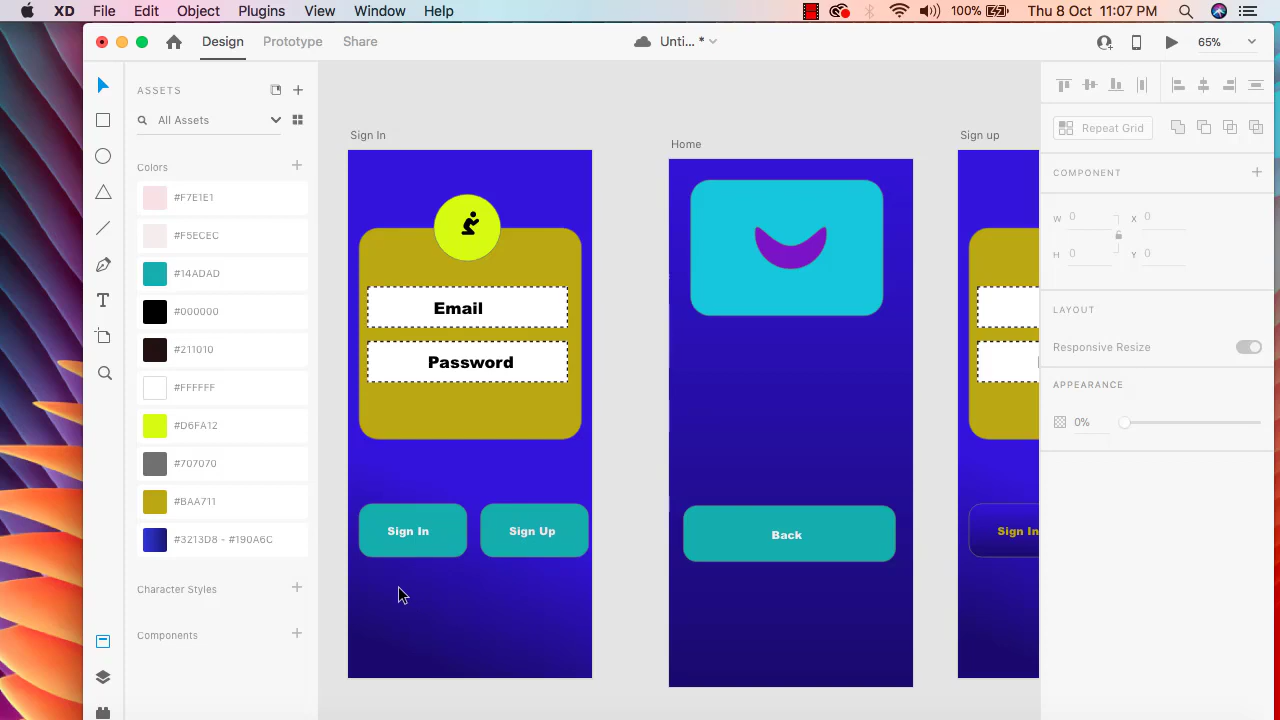 XD File Edit Object Plugins View Window Help 100% Thu 8 Oct 11:07 PM
Design Prototype Share Unti... * 65%
ASSETS
All Assets
Colors
#F7E1E1
#F5ECEC
#14ADAD
#000000
#211010
#FFFFFF
#D6FA12
#707070
#BAA711
#3213D8 - #190A6C
Character Styles
Components
Sign In
Email
Password
Sign In
Sign Up
Home
Back
Sign up
Sign In
Repeat Grid
COMPONENT
W 0 X 0
H 0 Y 0
LAYOUT
Responsive Resize
APPEARANCE
0%